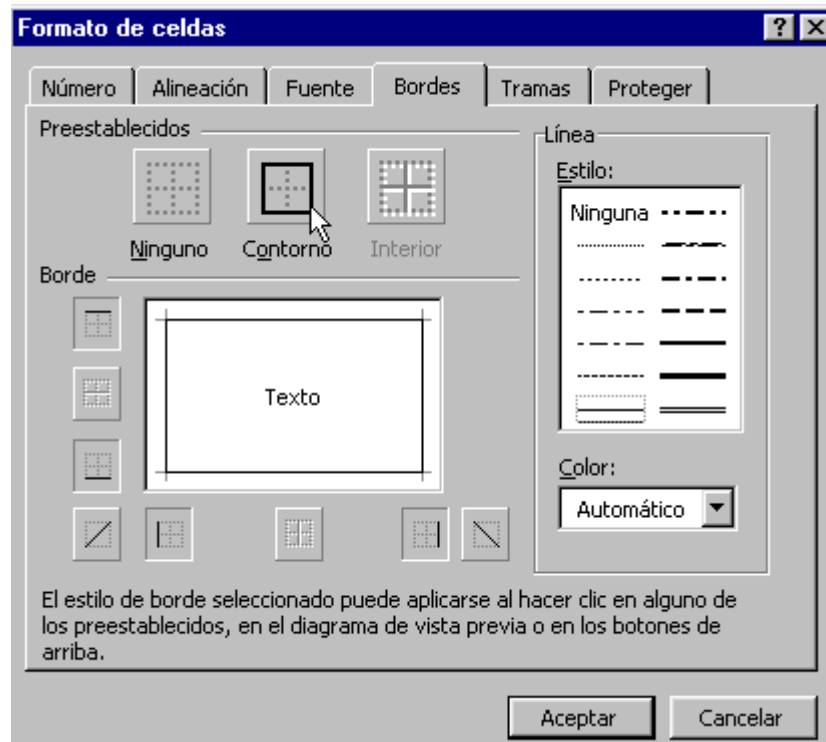 Formato de celdas
Número Alineación Fuente Bordes Tramas Proteger
Preestablecidos
Ninguno Contorno Interior
Borde
Texto
Línea
Estilo:
Ninguna
Color:
Automático
El estilo de borde seleccionado puede aplicarse al hacer clic en alguno de
los preestablecidos, en el diagrama de vista previa o en los botones de
arriba.
Aceptar Cancelar